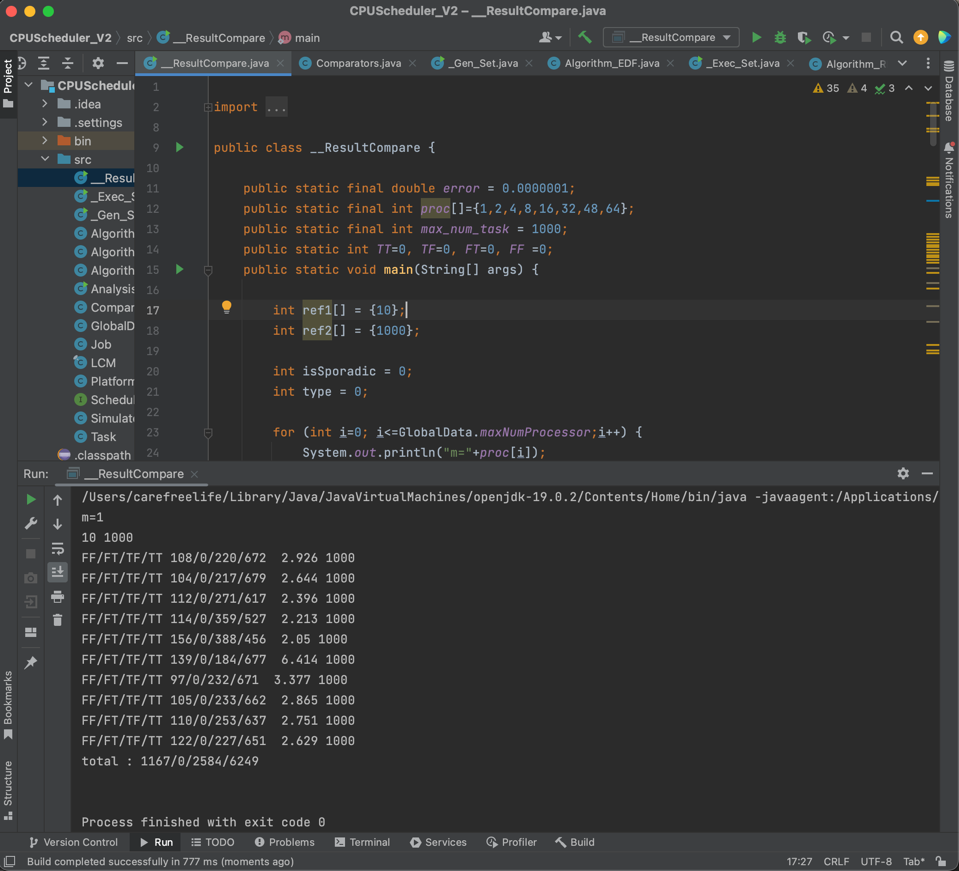 CPUScheduler_V2 – __ResultCompare.java
CPUScheduler_V2 › src › __ResultCompare › main
__ResultCompare
Project
__ResultCompare.java
Comparators.java
_Gen_Set.java
Algorithm_EDF.java
_Exec_Set.java
Algorithm_R
CPUSchedule
.idea
.settings
bin
src
__Resul
_Exec_S
_Gen_S
Algorith
Algorith
Algorith
Analysis
Compar
GlobalD
Job
LCM
Platform
Schedul
Simulat
Task
.classpath
35 4 3
1
2 import ...
8
9 public class __ResultCompare {
10
11 public static final double error = 0.0000001;
12 public static final int proc[]={1,2,4,8,16,32,48,64};
13 public static final int max_num_task = 1000;
14 public static int TT=0, TF=0, FT=0, FF =0;
15 public static void main(String[] args) {
16
17 int ref1[] = {10};
18 int ref2[] = {1000};
19
20 int isSporadic = 0;
21 int type = 0;
22
23 for (int i=0; i<=GlobalData.maxNumProcessor;i++) {
24 System.out.println("m="+proc[i]);
Database
Notifications
Run: __ResultCompare
/Users/carefreelife/Library/Java/JavaVirtualMachines/openjdk-19.0.2/Contents/Home/bin/java -javaagent:/Applications/
m=1
10 1000
FF/FT/TF/TT 108/0/220/672  2.926 1000
FF/FT/TF/TT 104/0/217/679  2.644 1000
FF/FT/TF/TT 112/0/271/617  2.396 1000
FF/FT/TF/TT 114/0/359/527  2.213 1000
FF/FT/TF/TT 156/0/388/456  2.05 1000
FF/FT/TF/TT 139/0/184/677  6.414 1000
FF/FT/TF/TT 97/0/232/671  3.377 1000
FF/FT/TF/TT 105/0/233/662  2.865 1000
FF/FT/TF/TT 110/0/253/637  2.751 1000
FF/FT/TF/TT 122/0/227/651  2.629 1000
total : 1167/0/2584/6249
Process finished with exit code 0
Bookmarks
Structure
Version Control
Run
TODO
Problems
Terminal
Services
Profiler
Build
Build completed successfully in 777 ms (moments ago)
17:27 CRLF UTF-8 Tab*